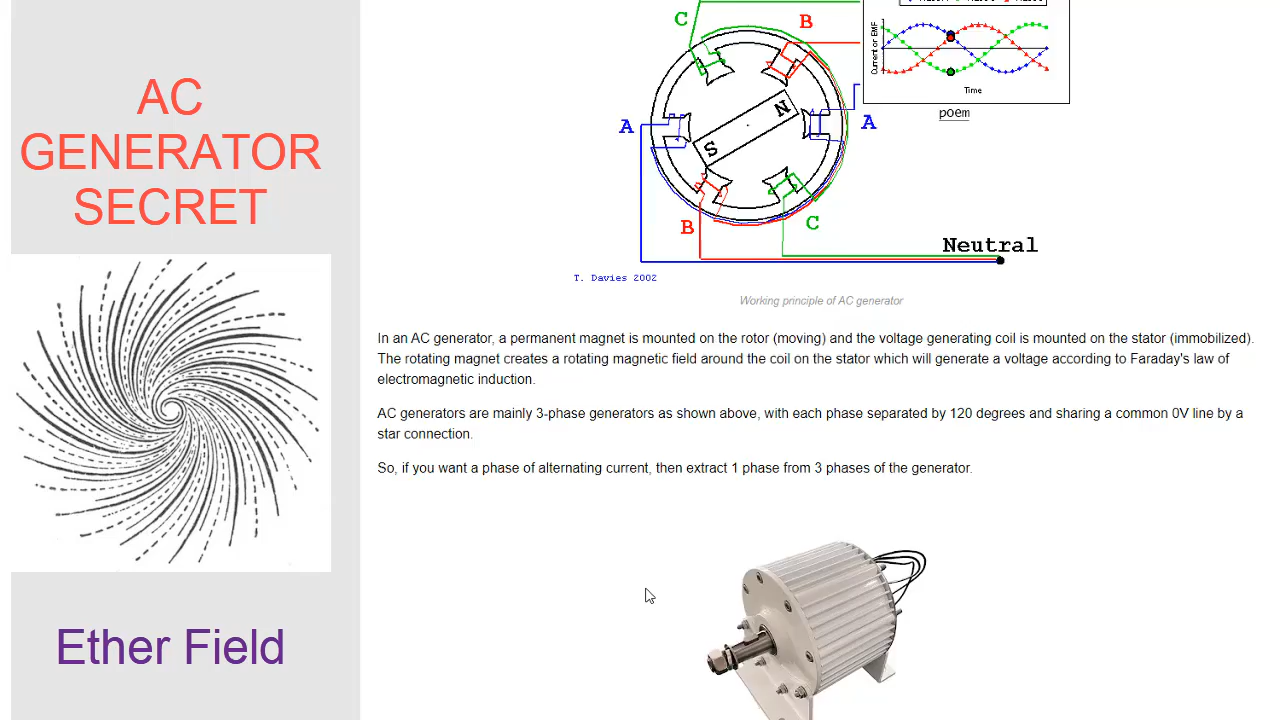 AC
GENERATOR
SECRET
Ether Field
C
B
A
A
N
S
B
C
Current or EMF
Time
poem
Neutral
T. Davies 2002
Working principle of AC generator
In an AC generator, a permanent magnet is mounted on the rotor (moving) and the voltage generating coil is mounted on the stator (immobilized).
The rotating magnet creates a rotating magnetic field around the coil on the stator which will generate a voltage according to Faraday's law of
electromagnetic induction.
AC generators are mainly 3-phase generators as shown above, with each phase separated by 120 degrees and sharing a common 0V line by a
star connection.
So, if you want a phase of alternating current, then extract 1 phase from 3 phases of the generator.